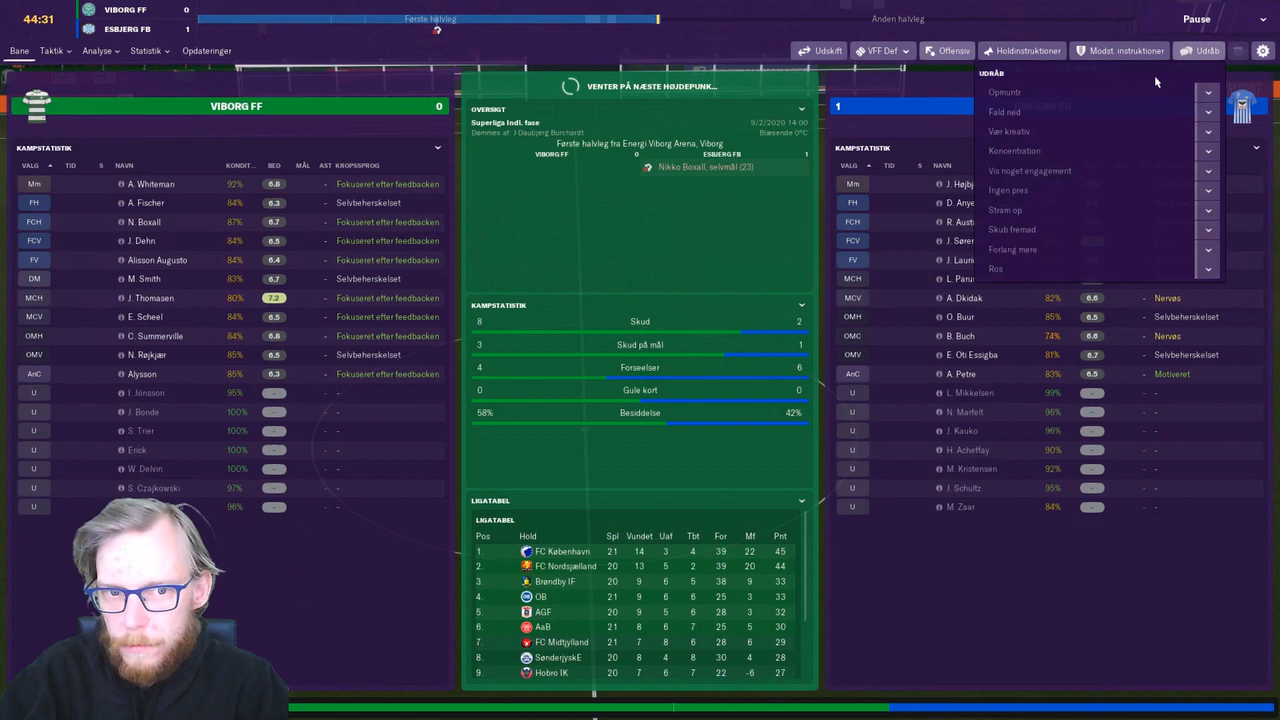 44:31
VIBORG FF 0
ESBJERG FB 1
Første halvleg
Anden halvleg
Pause
Bane Taktik Analyse Statistik Opdateringer
Udskift VFF Def Offensiv Holdinstruktioner Modst. instruktioner Udråb
UDRÅB
Opmuntr
Fald ned
Vær kreativ
Koncentration
Vis noget engagement
Ingen pres
Stram op
Skub fremad
Forlang mere
Ros
VIBORG FF 0
KAMPSTATISTIK
VALG TID S NAVN KONDIT... BED MÅL AST KROPSSPROG
Mm A. Whiteman 92% 6.8 - Fokuseret efter feedbacken
FH A. Fischer 84% 6.3 - Selvbeherskelset
FCH N. Boxall 87% 6.7 - Fokuseret efter feedbacken
FCV J. Dehn 84% 6.5 - Fokuseret efter feedbacken
FV Alisson Augusto 84% 6.4 - Fokuseret efter feedbacken
DM M. Smith 83% 6.7 - Selvbeherskelset
MCH J. Thomasen 80% 7.2 - Fokuseret efter feedbacken
MCV E. Scheel 84% 6.5 - Fokuseret efter feedbacken
OMH C. Summerville 84% 6.8 - Fokuseret efter feedbacken
OMV N. Røjkjær 85% 6.5 - Selvbeherskelset
AnC Alysson 85% 6.3 - Fokuseret efter feedbacken
U I. Jónsson 95% - - -
U J. Bonde 100% - - -
U S. Trier 100% - - -
U Erick 100% - - -
U W. Delvin 100% - - -
U S. Czajkowski 97% - - -
U 96% - - -
VENTER PÅ NÆSTE HØJDEPUNK...
OVERSIGT
Superliga Indl. fase 9/2/2020 14:00
Dømmes af: J Daubjerg Burchardt Blæsende 0°C
Første halvleg fra Energi Viborg Arena, Viborg
VIBORG FF 0 ESBJERG FB 1
Nikko Boxall, selvmål (23)
KAMPSTATISTIK
8 Skud 2
3 Skud på mål 1
4 Forseelser 6
0 Gule kort 0
58% Besiddelse 42%
LIGATABEL
LIGATABEL
Pos Hold Spl Vundet Uaf Tbt For Mf Pnt
1. FC København 21 14 3 4 39 22 45
2. FC Nordsjælland 20 13 5 2 39 20 44
3. Brøndby IF 20 9 6 5 38 9 33
4. OB 21 9 6 6 25 3 33
5. AGF 20 9 5 6 28 3 32
6. AaB 21 8 6 7 25 5 30
7. FC Midtjylland 21 7 8 6 28 6 29
8. SønderjyskE 20 8 4 8 30 4 28
9. Hobro IK 20 7 6 7 22 -6 27
1
KAMPSTATISTIK
VALG TID S NAVN
Mm J. Højbj
FH D. Anye
FCH R. Aust
FCV J. Søren
FV J. Lauri
MCH L. Paru
MCV A. Dkidak 82% 6.6 - Nervøs
OMH O. Buur 85% 6.5 - Selvbeherskelset
OMC B. Buch 74% 6.6 - Nervøs
OMV E. Oti Essigba 81% 6.7 - Selvbeherskelset
AnC A. Petre 83% 6.5 - Motiveret
U L. Mikkelsen 99% - - -
U N. Marfelt 99% - - -
U J. Kauko 96% - - -
U H. Acheffay 90% - - -
U M. Kristensen 92% - - -
U J. Schultz 95% - - -
U M. Zaar 84% - - -